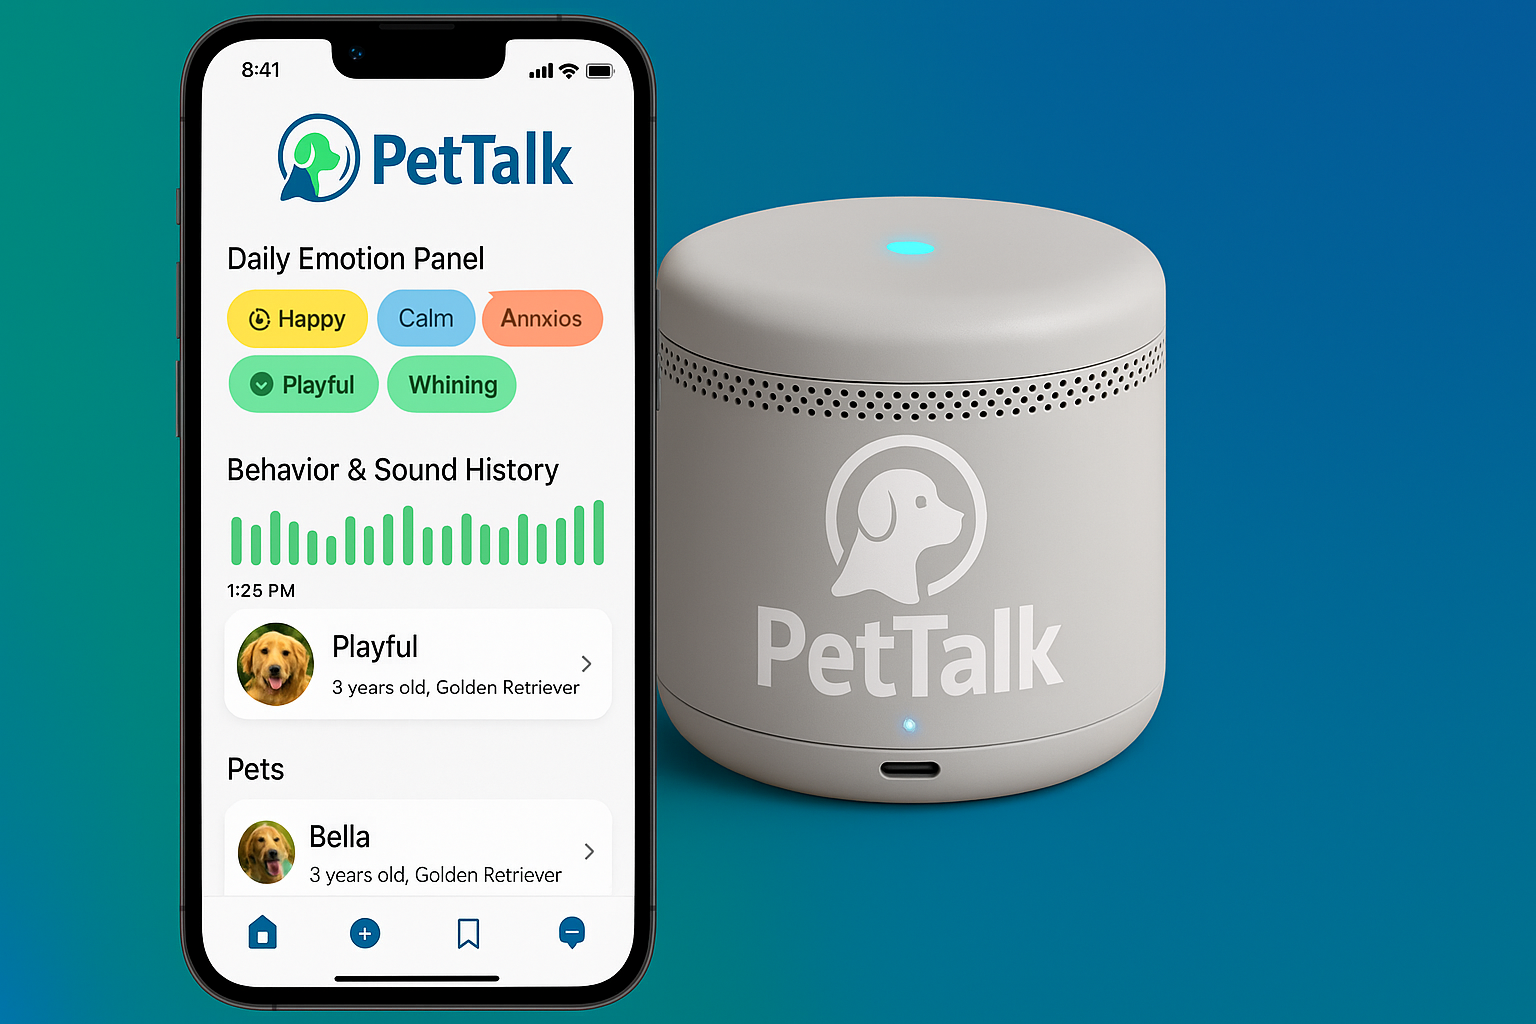 8:41
PetTalk
Daily Emotion Panel
Happy Calm Annxios
Playful Whining
Behavior & Sound History
1:25 PM
Playful
3 years old, Golden Retriever
Pets
Bella
3 years old, Golden Retriever
PetTalk